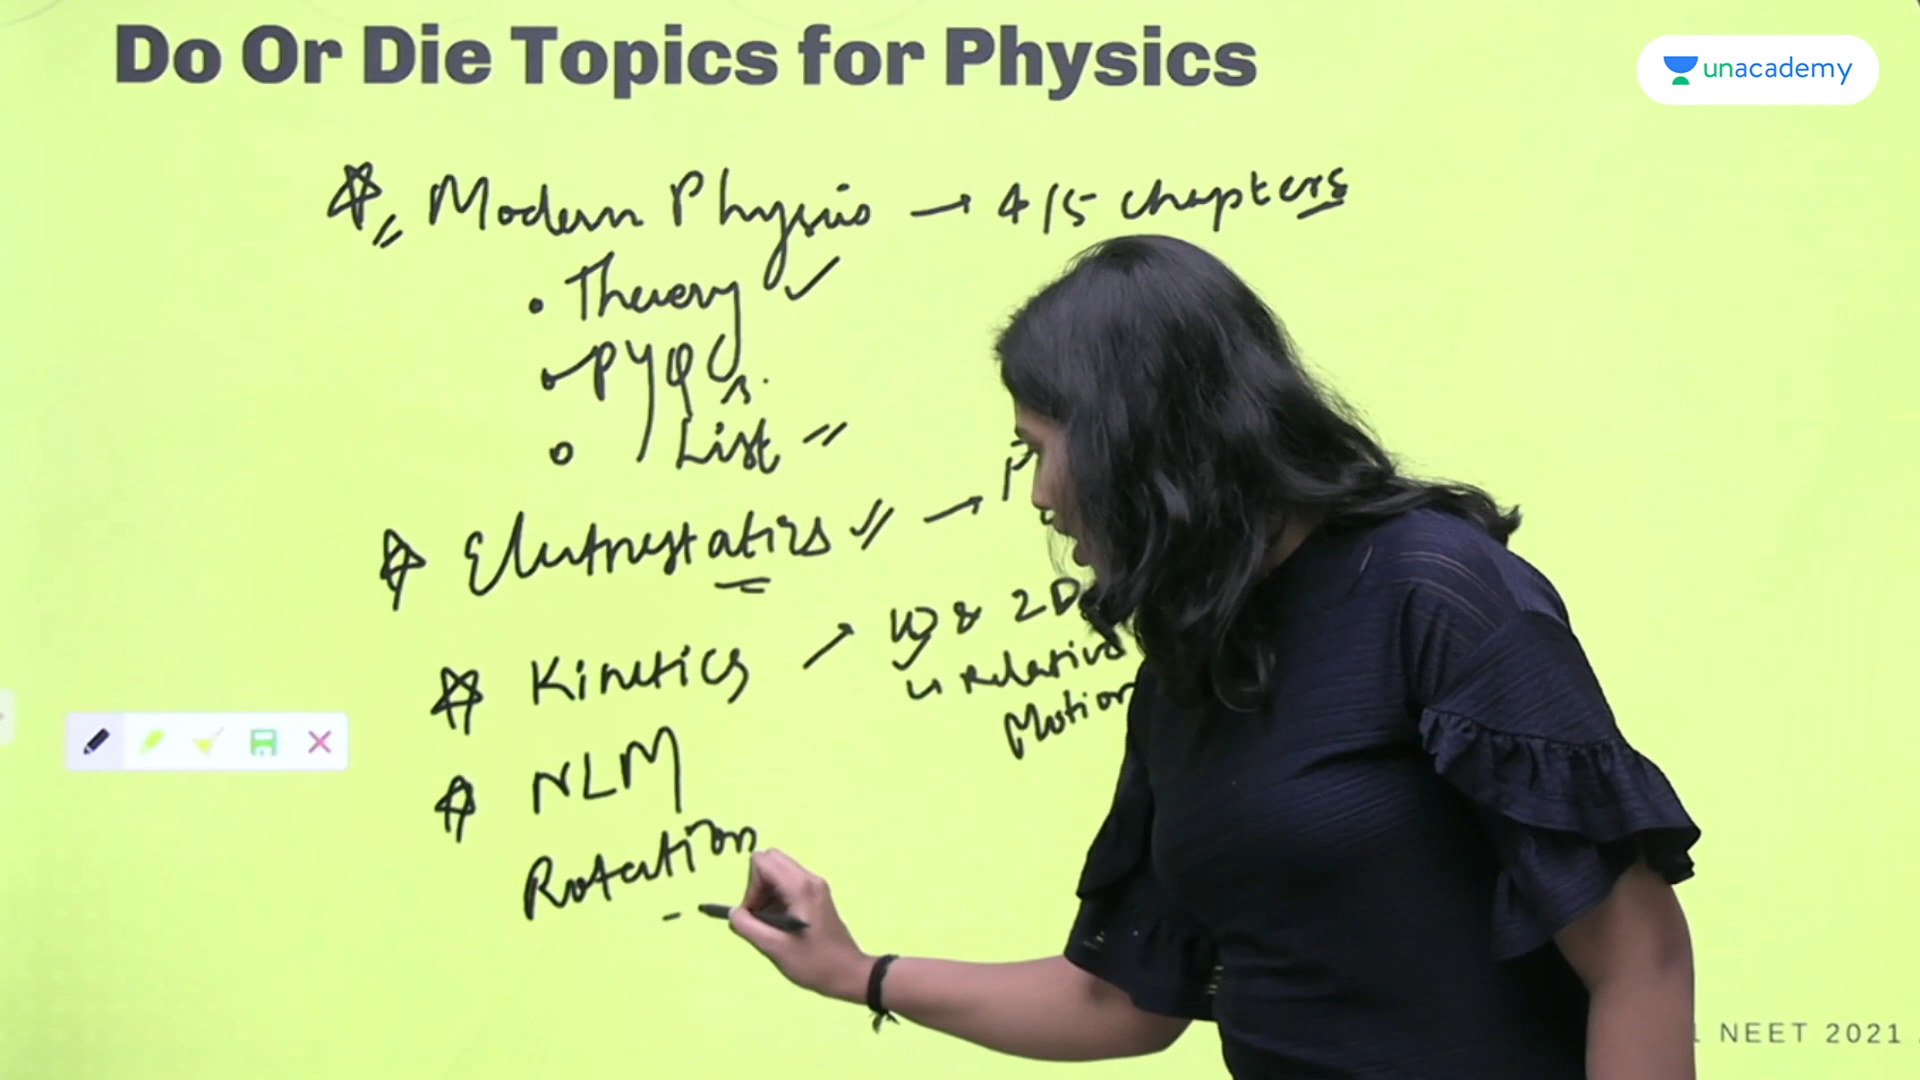 Do Or Die Topics for Physics
unacademy
Modern Physics → 4/5 chapters
• Theory ✓
• PYQs.
List
Electrostatics →
Kinetics → 1D & 2D
Relative
Motion
NLM
Rotation
NEET 2021